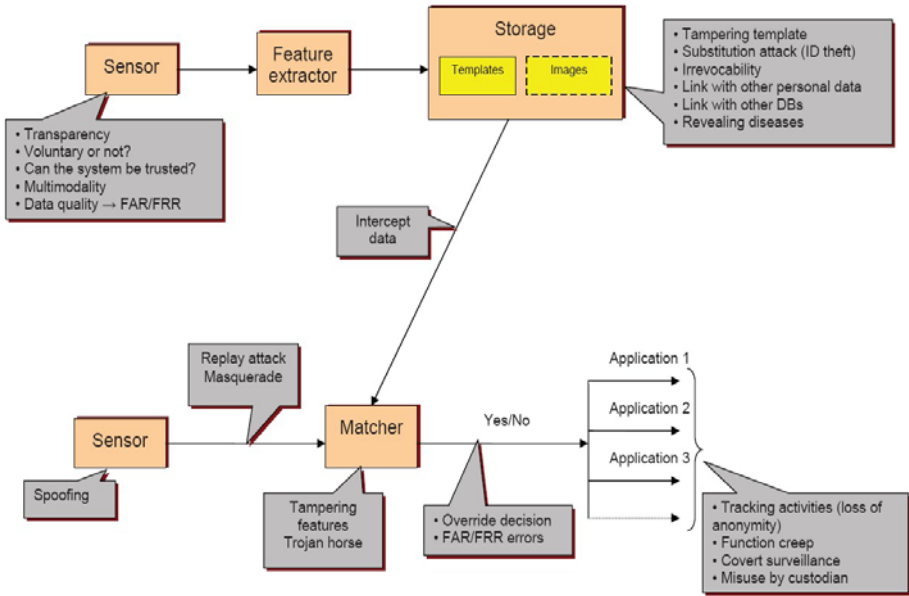 Sensor
Feature
extractor
Storage
Templates
Images
• Tampering template
• Substitution attack (ID theft)
• Irrevocability
• Link with other personal data
• Link with other DBs
• Revealing diseases
• Transparency
• Voluntary or not?
• Can the system be trusted?
• Multimodality
• Data quality → FAR/FRR
Intercept
data
Replay attack
Masquerade
Sensor
Spoofing
Matcher
Tampering
features
Trojan horse
Yes/No
• Override decision
• FAR/FRR errors
Application 1
Application 2
Application 3
• Tracking activities (loss of
anonymity)
• Function creep
• Covert surveillance
• Misuse by custodian